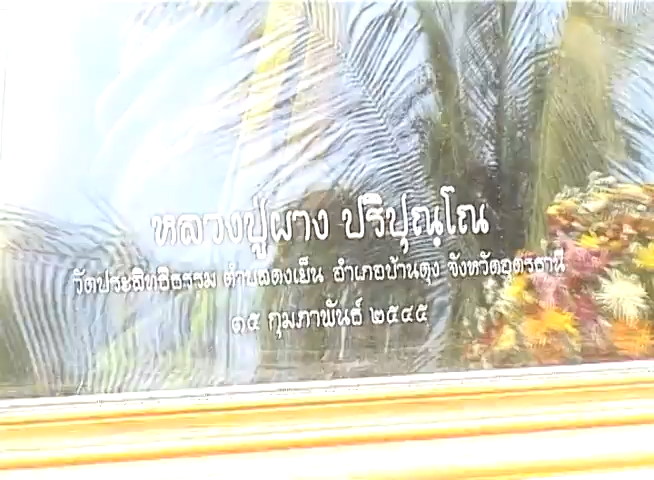 หลวงปู่ผาง ปริปุณฺโณ
วัดประสิทธิธรรม ตำบลดงเย็น อำเภอบ้านดุง จังหวัดอุดรธานี
๑๕ กุมภาพันธ์ ๒๕๔๕